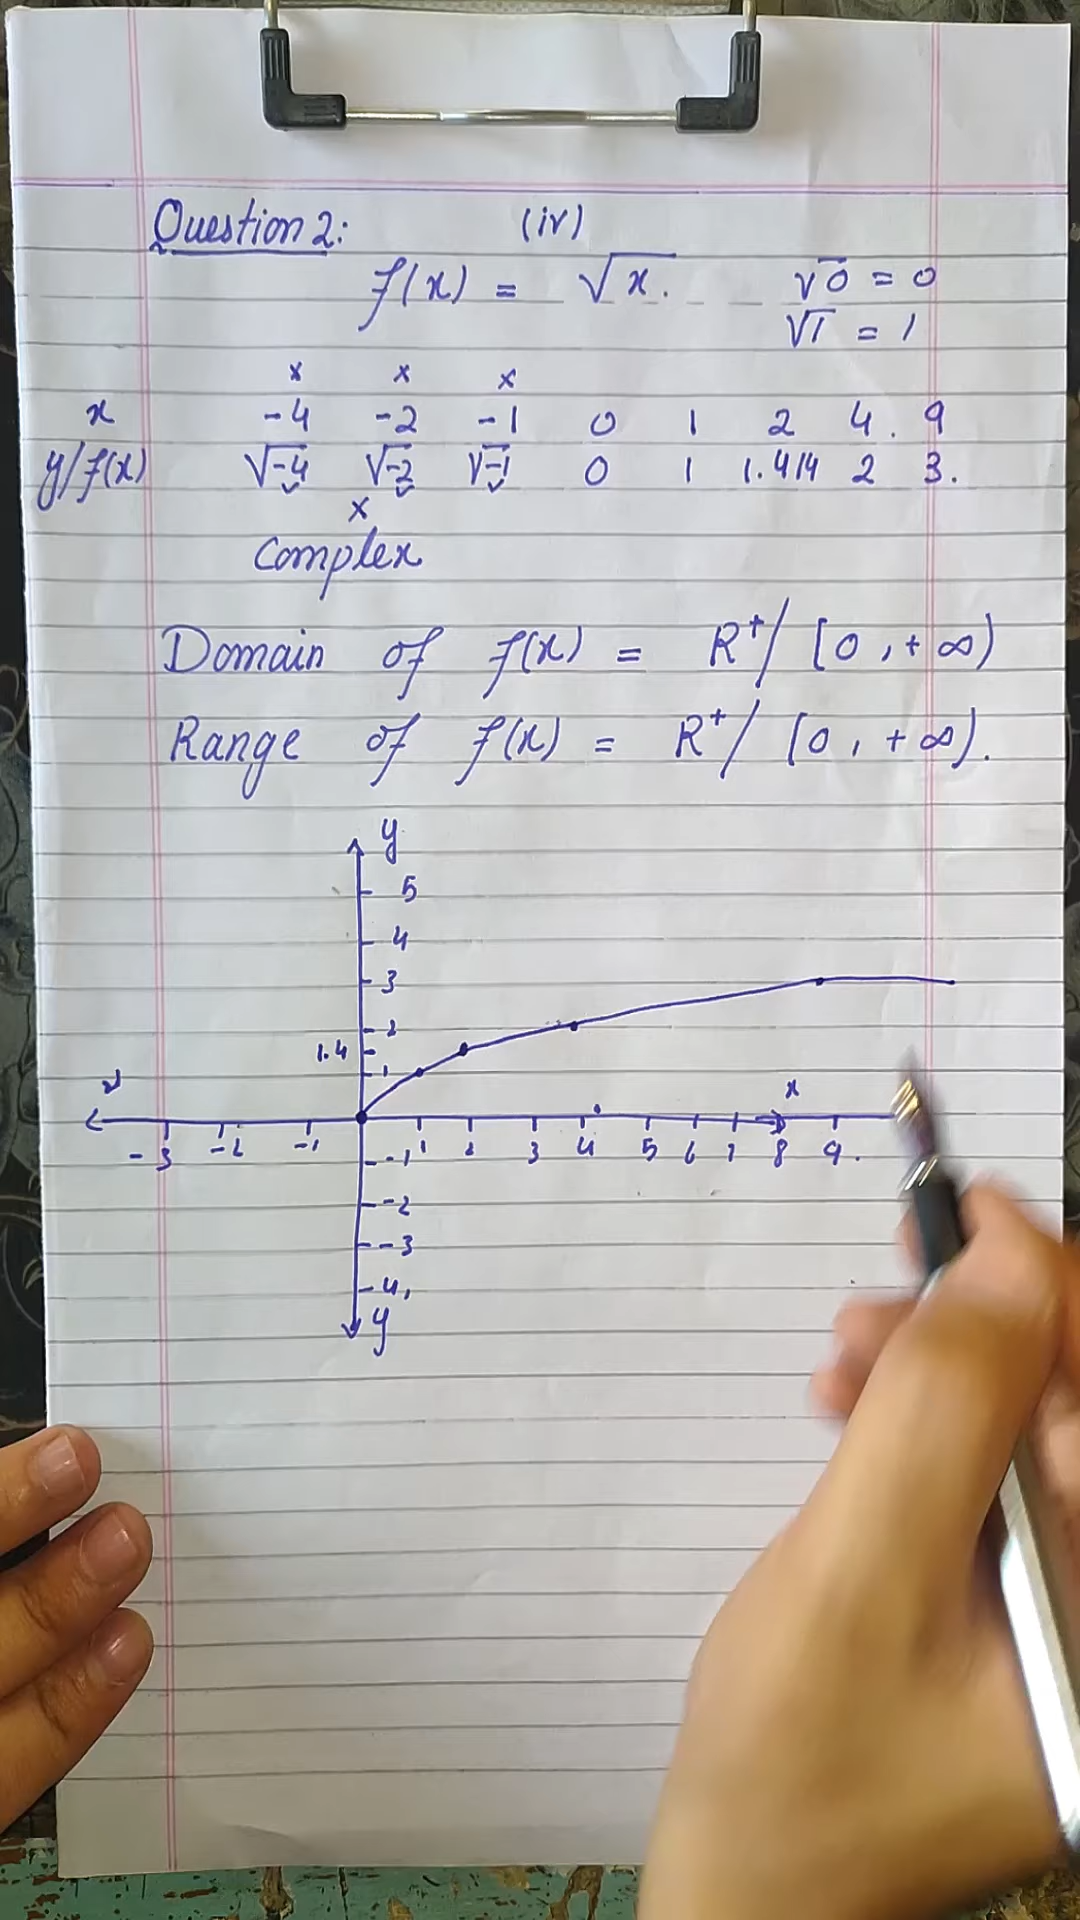 Question 2: (iv)
f(x) = √x. √0 = 0
√1 = 1
x x x
x -4 -2 -1 0 1 2 4 . 9
y/f(x) √-4 √-2 √-1 0 1 1.414 2 3.
x
Complex
Domain of f(x) = R⁺/ [0 , + ∞)
Range of f(x) = R⁺/ [0 , + ∞).
y
5
4
3
2
1.4
1
x
-3 -2 -1 1 2 3 4 5 6 7 8 9.
-1
-2
-3
-4,
y